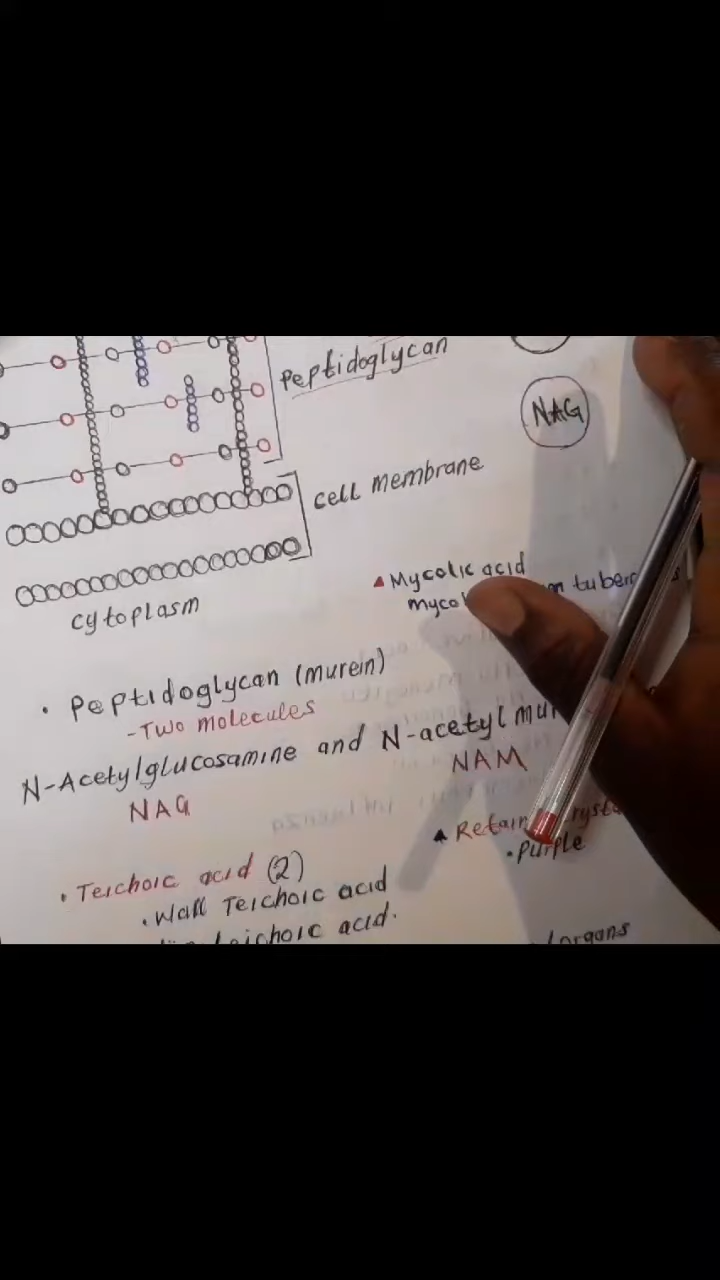 Peptidoglycan
NAG
cell membrane
Mycolic acid
cytoplasm
• Peptidoglycan (murein)
-Two molecules
N-Acetylglucosamine and N-acetyl
NAG
NAM
Retain
• Purple
• Teichoic acid (2)
• Wall Teichoic acid
acid.